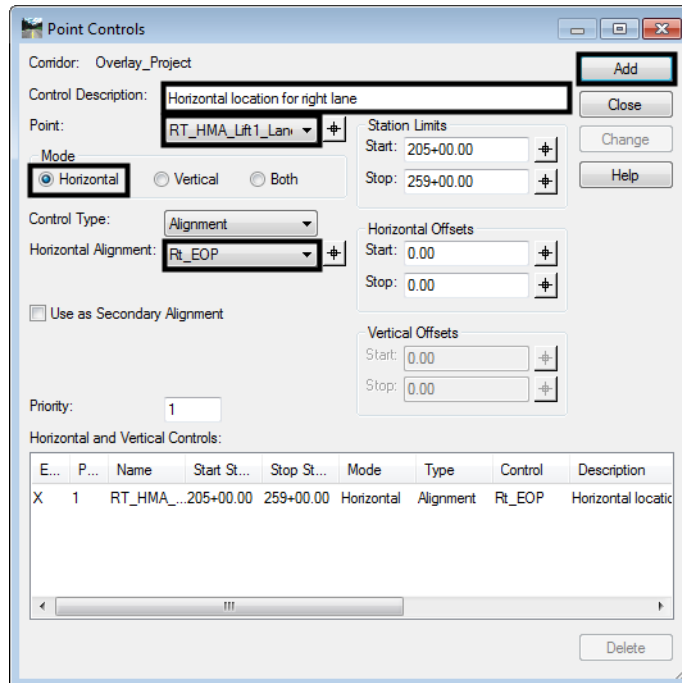 Point Controls
Corridor: Overlay_Project
Add
Control Description: Horizontal location for right lane
Close
Point: RT_HMA_Lift1_Lan
Station Limits
Change
Start: 205+00.00
Mode
Horizontal Vertical Both
Stop: 259+00.00
Help
Control Type: Alignment
Horizontal Offsets
Horizontal Alignment: Rt_EOP
Start: 0.00
Stop: 0.00
Use as Secondary Alignment
Vertical Offsets
Start: 0.00
Stop: 0.00
Priority: 1
Horizontal and Vertical Controls:
E... P... Name Start St... Stop St... Mode Type Control Description
X 1 RT_HMA_... 205+00.00 259+00.00 Horizontal Alignment Rt_EOP Horizontal locatic
Delete